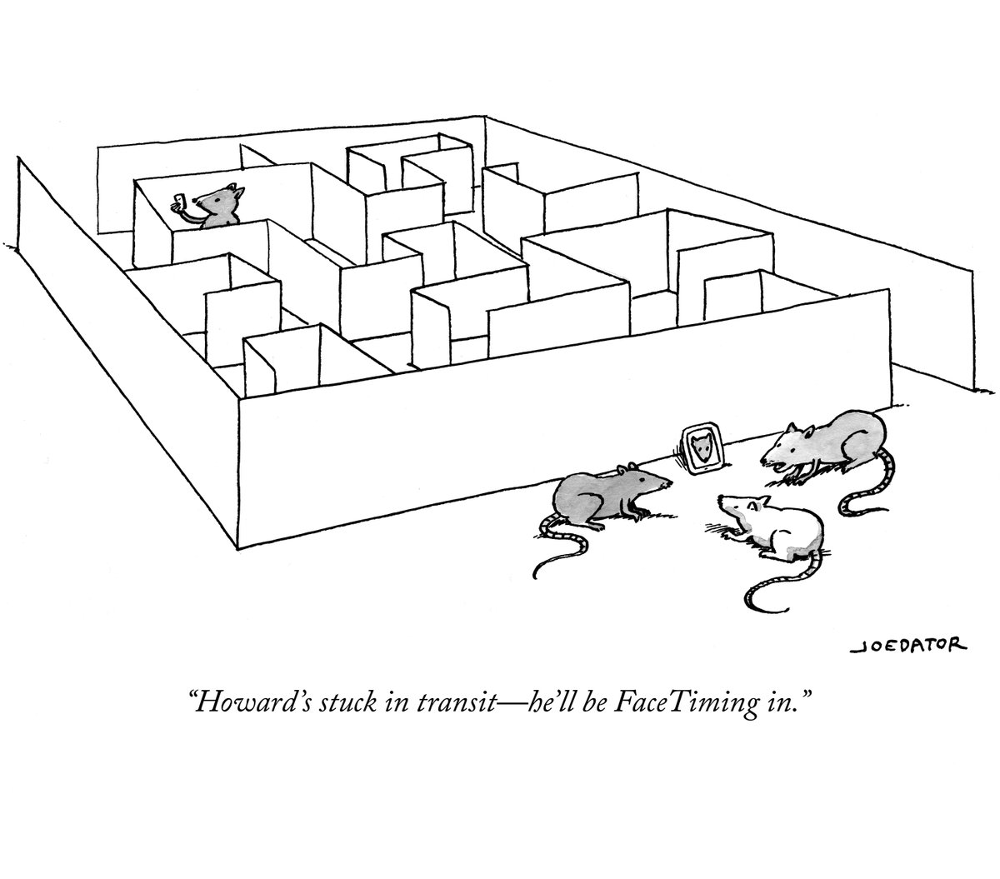 JOEDATOR
“Howard’s stuck in transit—he’ll be FaceTiming in.”